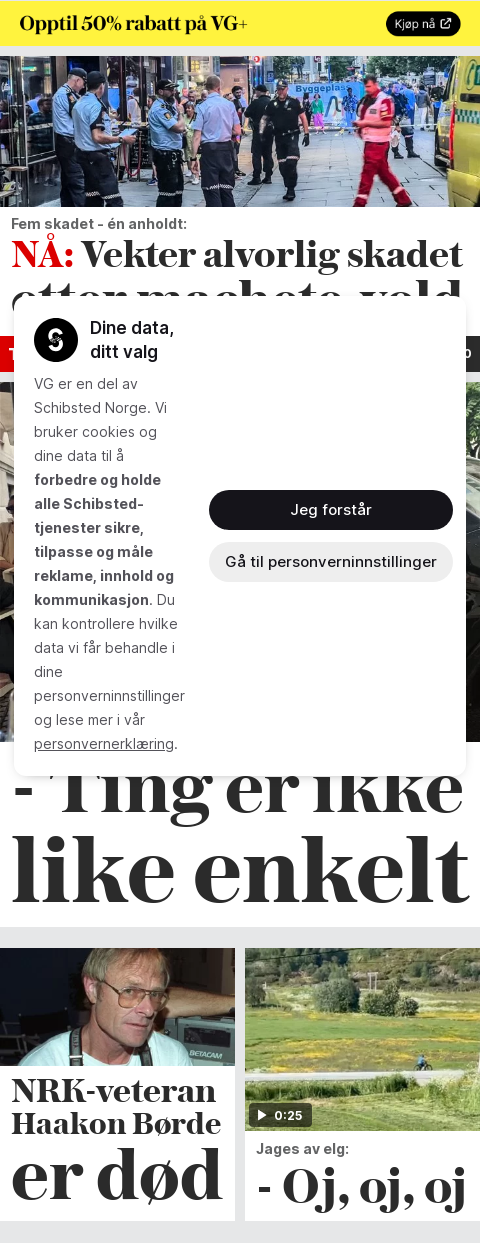 Opptil 50% rabatt på VG+
Kjøp nå
Byggeplass
Fem skadet - én anholdt:
NÅ: Vekter alvorlig skadet
etter machete-vold
Dine data,
ditt valg
VG er en del av
Schibsted Norge. Vi
bruker cookies og
dine data til å
forbedre og holde
alle Schibsted-
tjenester sikre,
tilpasse og måle
reklame, innhold og
kommunikasjon. Du
kan kontrollere hvilke
data vi får behandle i
dine
personverninnstillinger
og lese mer i vår
personvernerklæring.
Jeg forstår
Gå til personverninnstillinger
- Ting er ikke
like enkelt
BETACAM
NRK-veteran
Haakon Børde
er død
0:25
Jages av elg:
- Oj, oj, oj